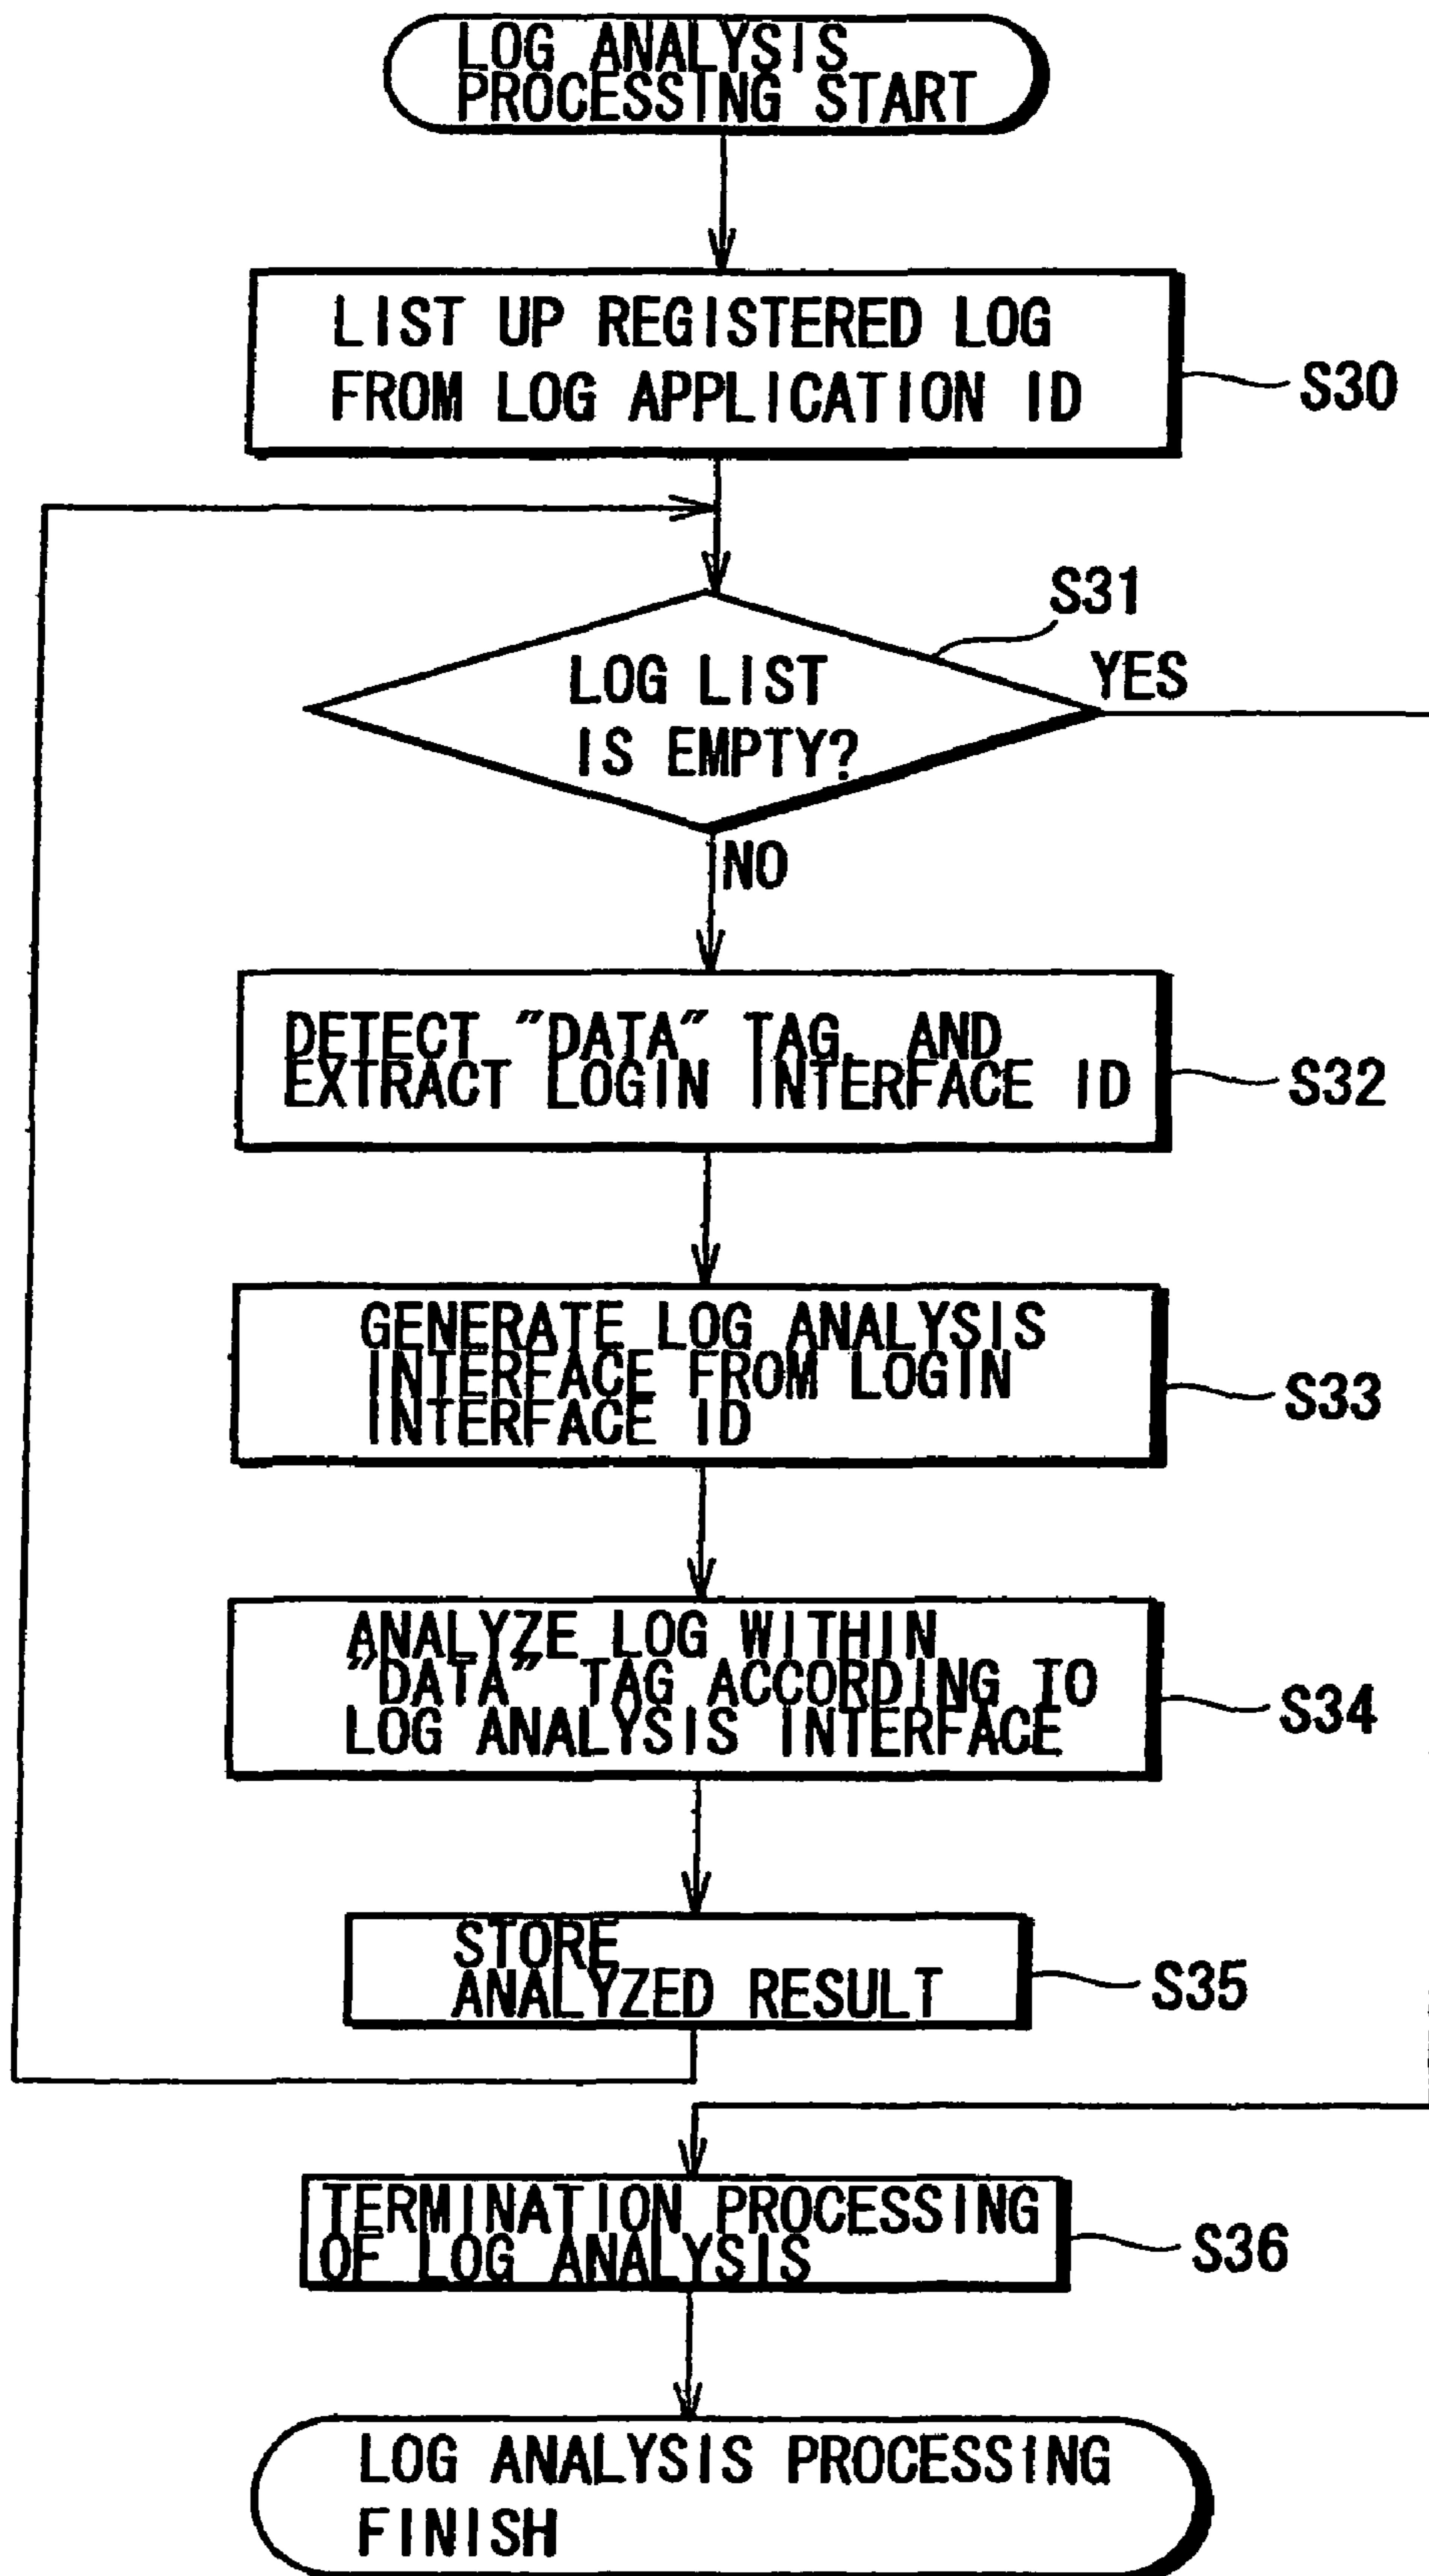 LOG ANALYSIS
PROCESSING START
LIST UP REGISTERED LOG
FROM LOG APPLICATION ID
S30
S31
LOG LIST
IS EMPTY?
YES
NO
DETECT "DATA" TAG, AND
EXTRACT LOGIN INTERFACE ID
S32
GENERATE LOG ANALYSIS
INTERFACE FROM LOGIN
INTERFACE ID
S33
ANALYZE LOG WITHIN
"DATA" TAG ACCORDING TO
LOG ANALYSIS INTERFACE
S34
STORE
ANALYZED RESULT
S35
TERMINATION PROCESSING
OF LOG ANALYSIS
S36
LOG ANALYSIS PROCESSING
FINISH